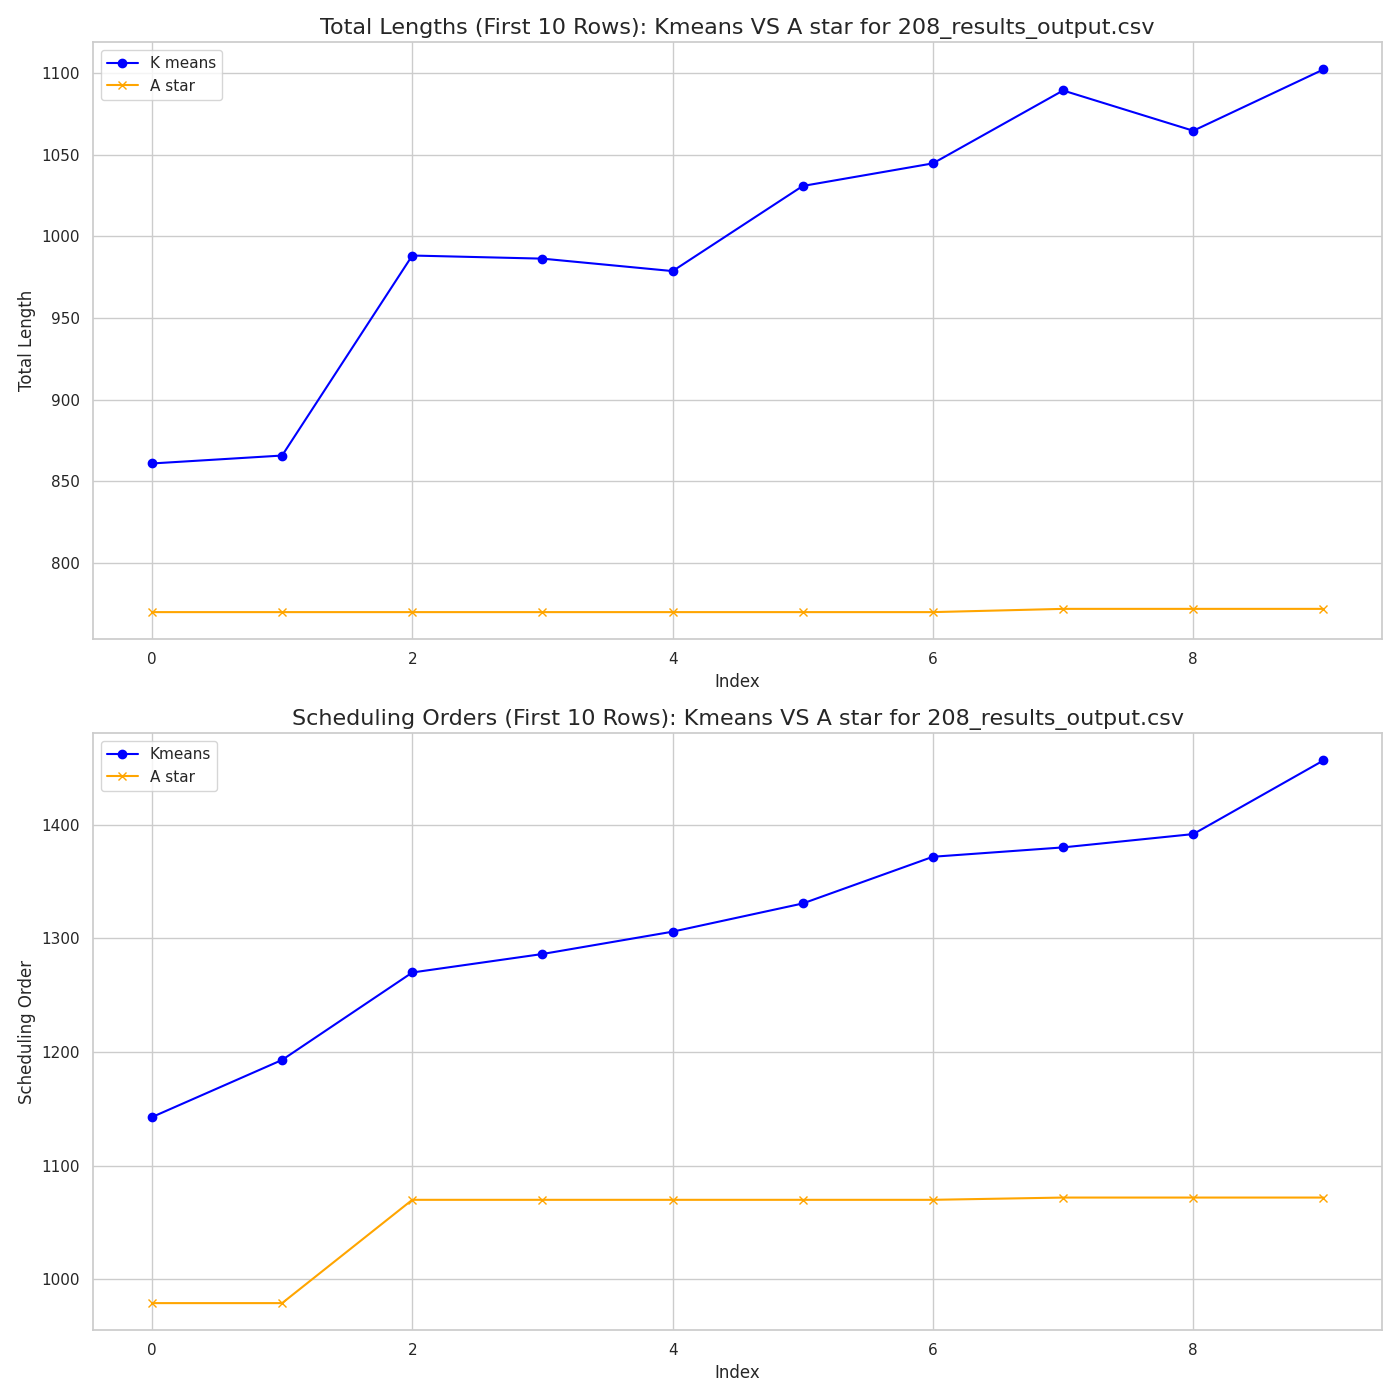 Total Lengths (First 10 Rows): Kmeans VS A star for 208_results_output.csv
K means
A star
1100
1050
1000
950
900
850
800
Total Length
0 2 4 6 8
Index
Scheduling Orders (First 10 Rows): Kmeans VS A star for 208_results_output.csv
Kmeans
A star
1400
1300
1200
1100
1000
Scheduling Order
0 2 4 6 8
Index